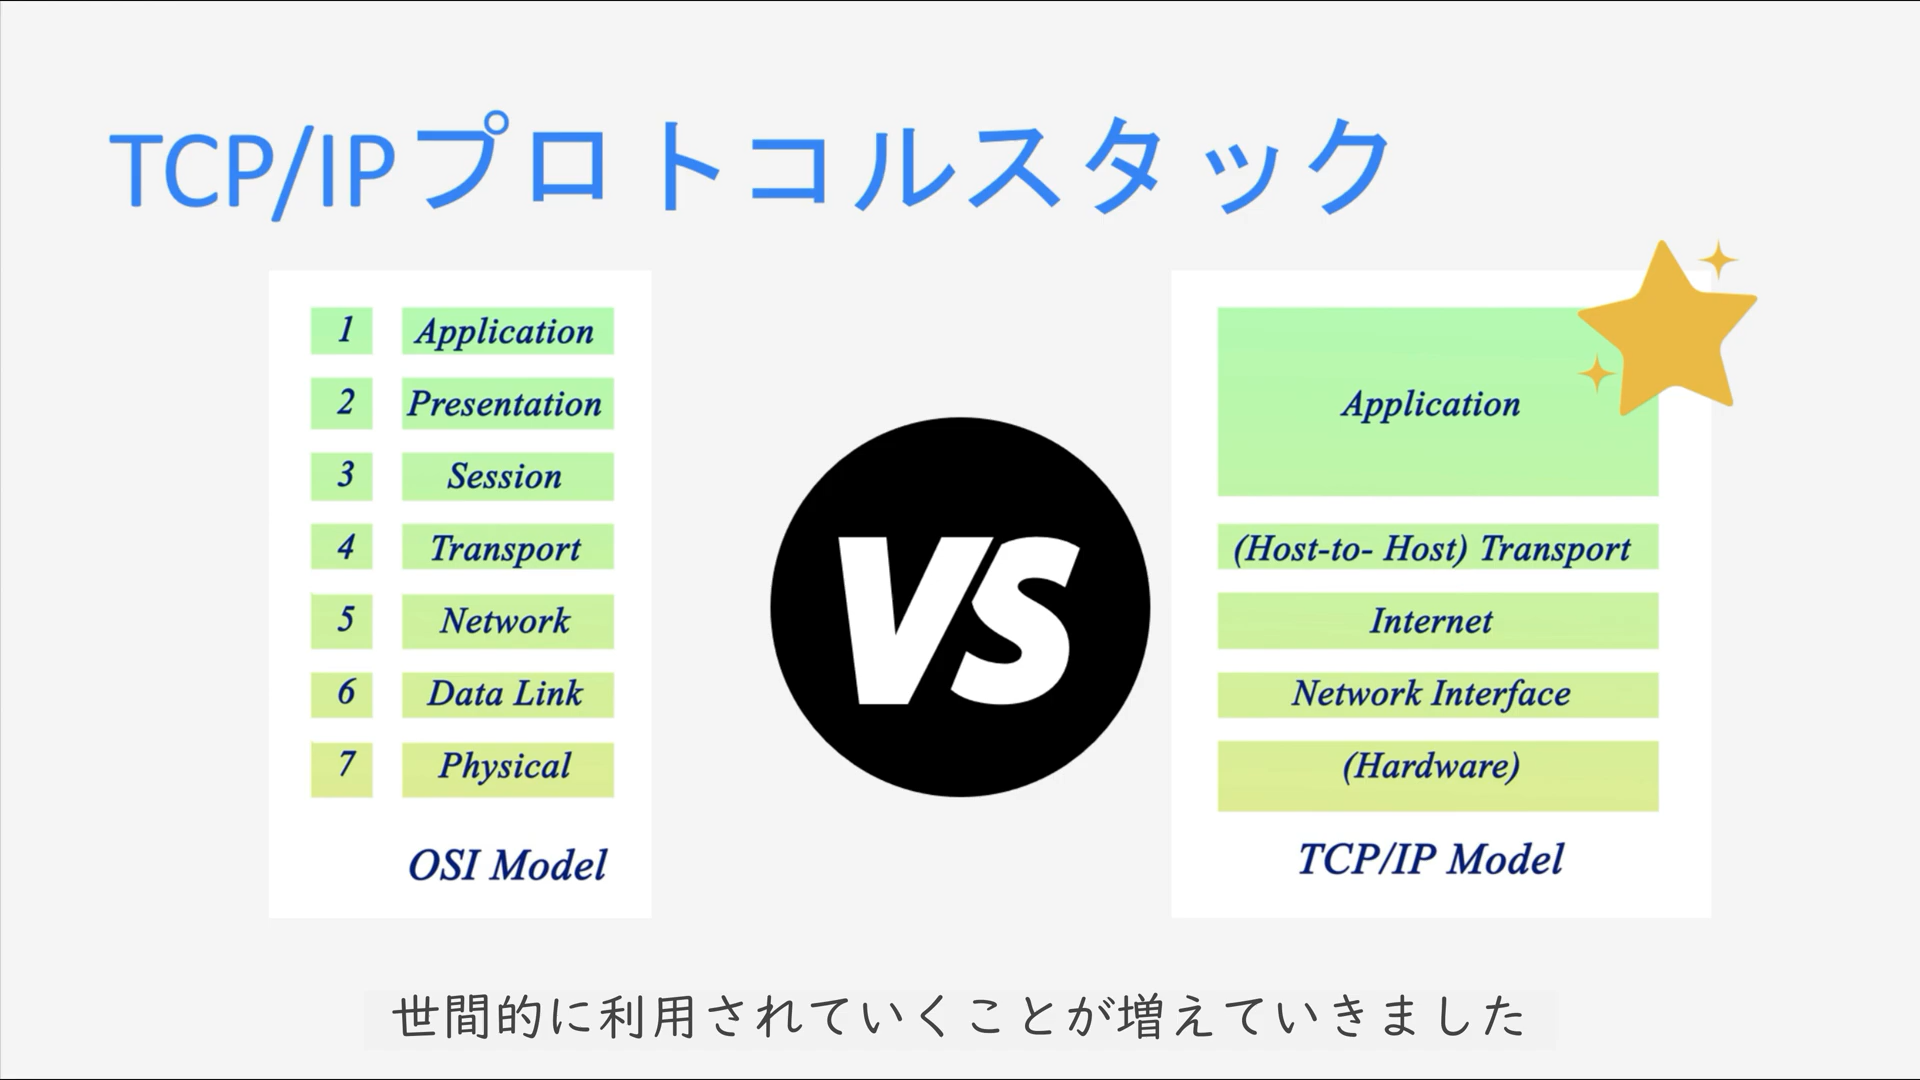 TCP/IPプロトコルスタック
1 Application
2 Presentation
3 Session
4 Transport
5 Network
6 Data Link
7 Physical
OSI Model
VS
Application
(Host-to- Host) Transport
Internet
Network Interface
(Hardware)
TCP/IP Model
世間的に利用されていくことが増えていきました